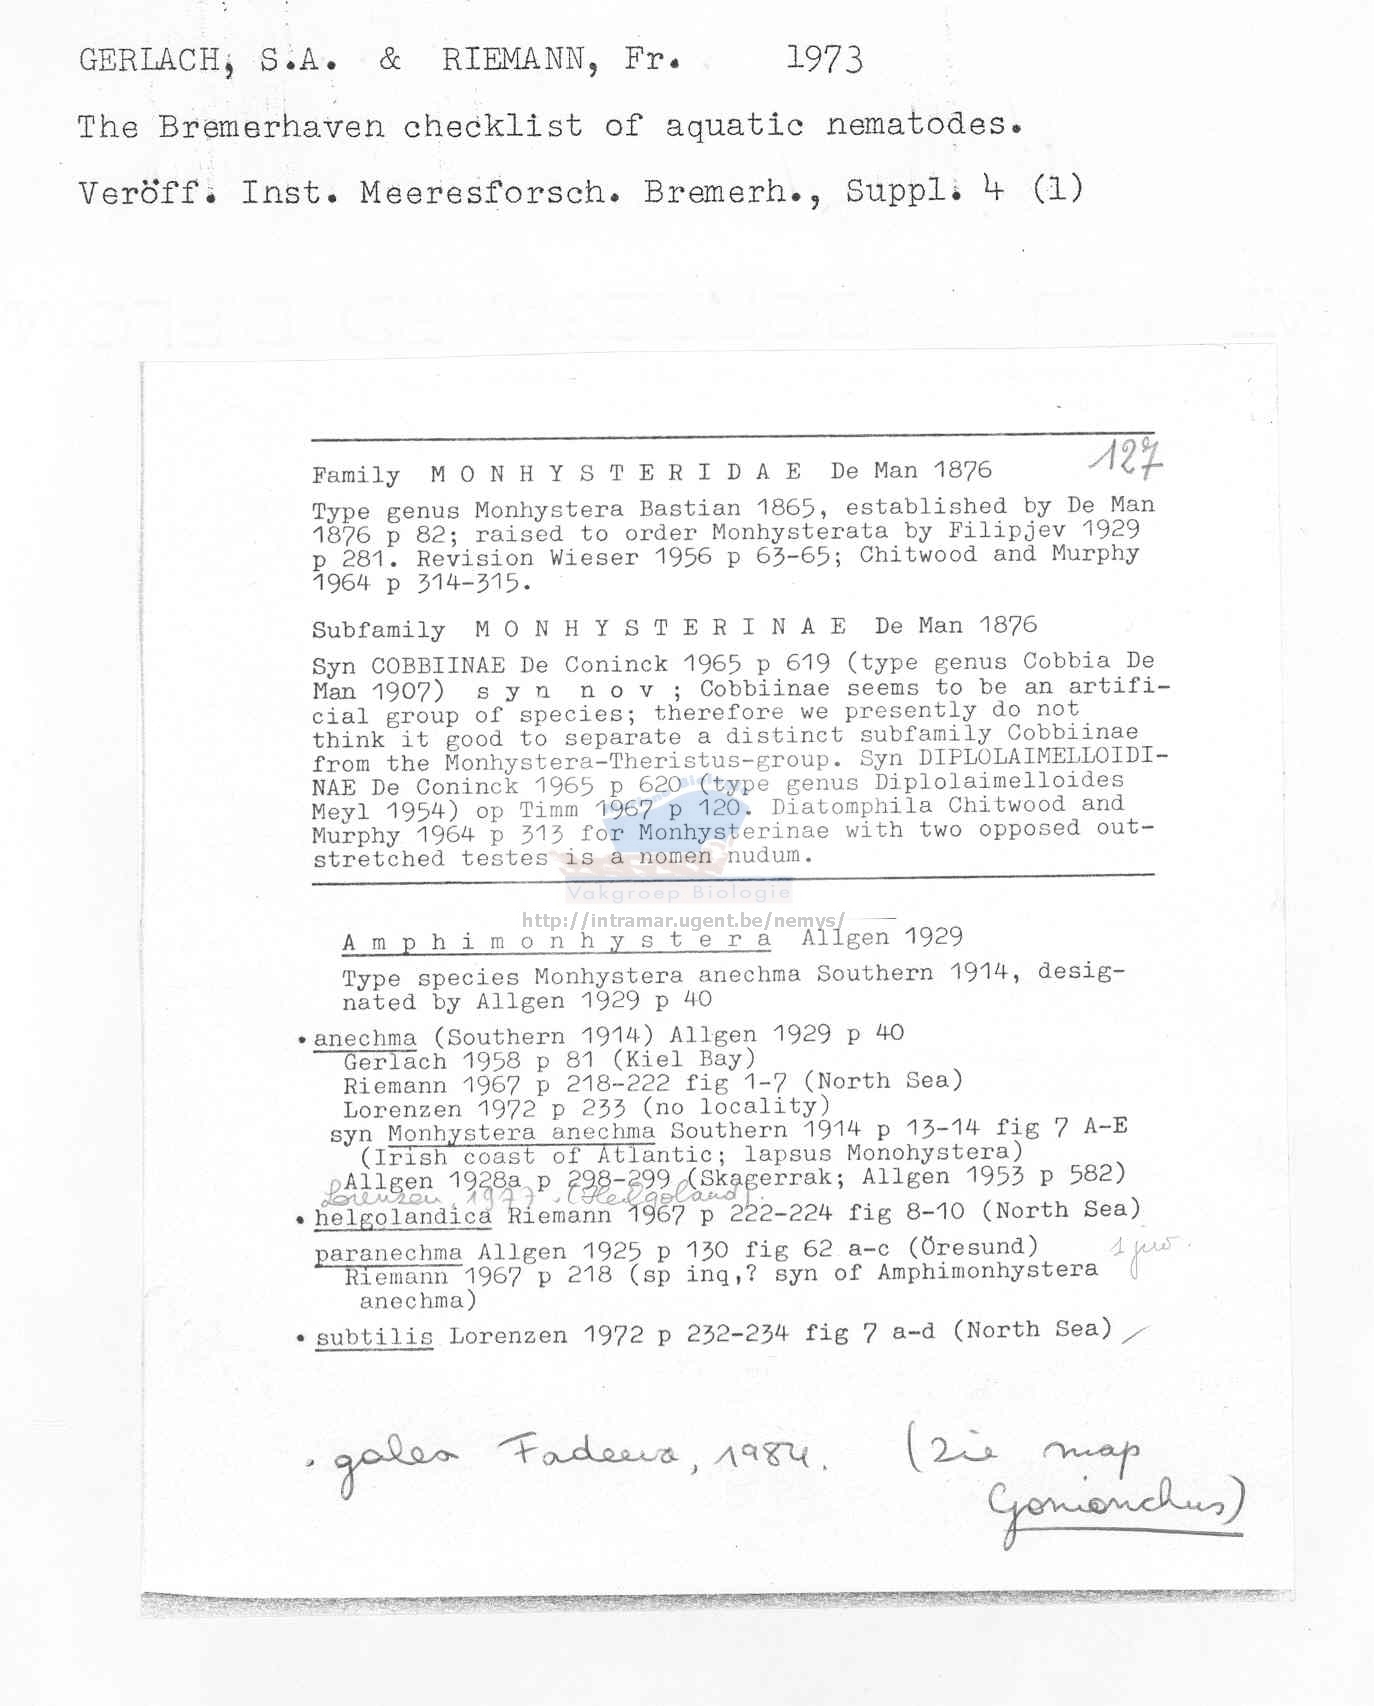 GERLACH, S.A. & RIEMANN, Fr. 1973
The Bremerhaven checklist of aquatic nematodes.
Veröff. Inst. Meeresforsch. Bremerh., Suppl. 4 (1)
127
Family M O N H Y S T E R I D A E De Man 1876
Type genus Monhystera Bastian 1865, established by De Man
1876 p 82; raised to order Monhysterata by Filipjev 1929
p 281. Revision Wieser 1956 p 63-65; Chitwood and Murphy
1964 p 314-315.
Subfamily M O N H Y S T E R I N A E De Man 1876
Syn COBBIINAE De Coninck 1965 p 619 (type genus Cobbia De
Man 1907) s y n n o v ; Cobbiinae seems to be an artifi-
cial group of species; therefore we presently do not
think it good to separate a distinct subfamily Cobbiinae
from the Monhystera-Theristus-group. Syn DIPLOLAIMELLOIDI-
NAE De Coninck 1965 p 620 (type genus Diplolaimelloides
Meyl 1954) op Timm 1967 p 120. Diatomphila Chitwood and
Murphy 1964 p 313 for Monhysterinae with two opposed out-
stretched testes is a nomen nudum.
Vakgroep Biologie
http://intramar.ugent.be/nemys/
A m p h i m o n h y s t e r a Allgen 1929
Type species Monhystera anechma Southern 1914, desig-
nated by Allgen 1929 p 40
• anechma (Southern 1914) Allgen 1929 p 40
Gerlach 1958 p 81 (Kiel Bay)
Riemann 1967 p 218-222 fig 1-7 (North Sea)
Lorenzen 1972 p 233 (no locality)
syn Monhystera anechma Southern 1914 p 13-14 fig 7 A-E
(Irish coast of Atlantic; lapsus Monohystera)
Allgen 1928a p 298-299 (Skagerrak; Allgen 1953 p 582)
Lorenzen, 1977. (Helgoland).
• helgolandica Riemann 1967 p 222-224 fig 8-10 (North Sea)
paranechma Allgen 1925 p 130 fig 62 a-c (Öresund) 1 juv.
Riemann 1967 p 218 (sp inq,? syn of Amphimonhystera
anechma)
• subtilis Lorenzen 1972 p 232-234 fig 7 a-d (North Sea)
• galea Fadeeva, 1984. (zie map
Gonionchus)